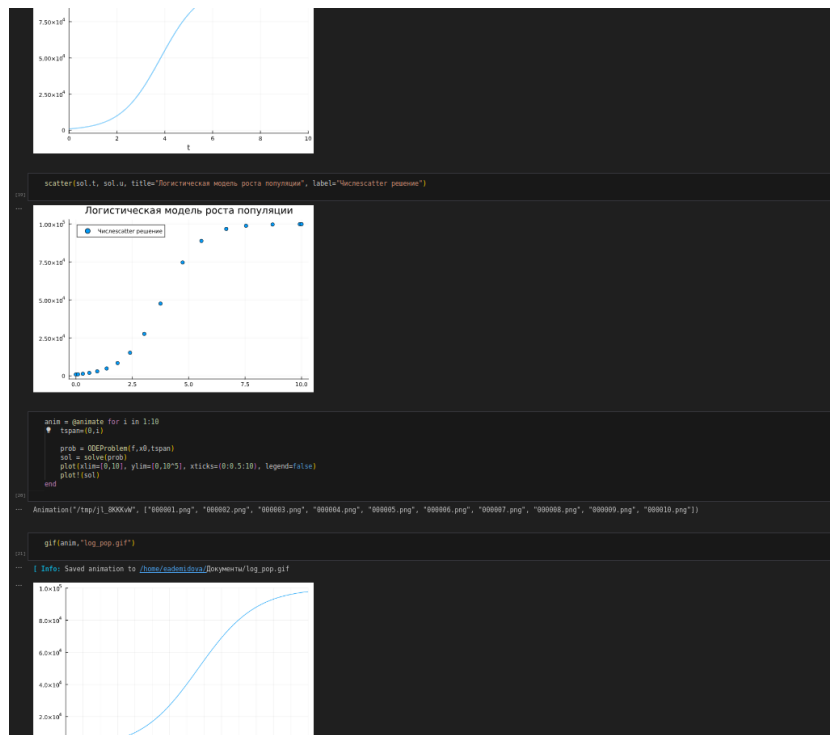 7.50×10⁴
5.00×10⁴
2.50×10⁴
0
0 2 4 6 8 10
t
scatter(sol.t, sol.u, title="Логистическая модель роста популяции", label="Числеscatter решение")
...
Логистическая модель роста популяции
1.00×10⁵
Числеscatter решение
7.50×10⁴
5.00×10⁴
2.50×10⁴
0
0.0 2.5 5.0 7.5 10.0
anim = @animate for i in 1:10
tspan=(0,i)
prob = ODEProblem(f,x0,tspan)
sol = solve(prob)
plot(xlim=[0,10], ylim=[0,10^5], xticks=(0:0.5:10), legend=false)
plot!(sol)
end
... Animation("/tmp/jl_8KKKvW", ["000001.png", "000002.png", "000003.png", "000004.png", "000005.png", "000006.png", "000007.png", "000008.png", "000009.png", "000010.png"])
gif(anim,"log_pop.gif")
[31]
... [ Info: Saved animation to /home/eademidova/Документы/log_pop.gif
...
1.0×10⁵
8.0×10⁴
6.0×10⁴
4.0×10⁴
2.0×10⁴